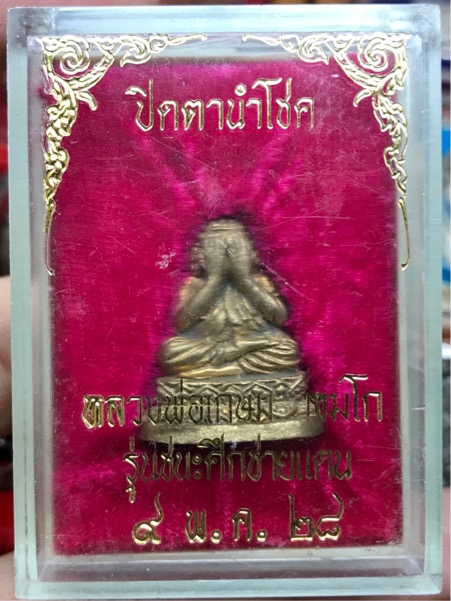 ปิดตานำโชค
หลวงพ่อเกษม เขมโก
รุ่นชนะศึกชายแดน
๙ พ.ค. ๒๘